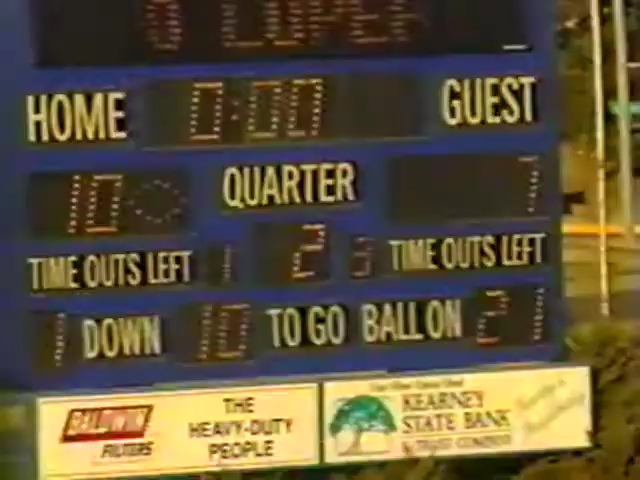 HOME 0:00 GUEST
10 QUARTER 7
TIME OUTS LEFT 1 2 TIME OUTS LEFT
1 DOWN 10 TO GO BALL ON 21
BALDWIN FILTERS
THE HEAVY-DUTY PEOPLE
KEARNEY STATE BANK
& TRUST COMPANY